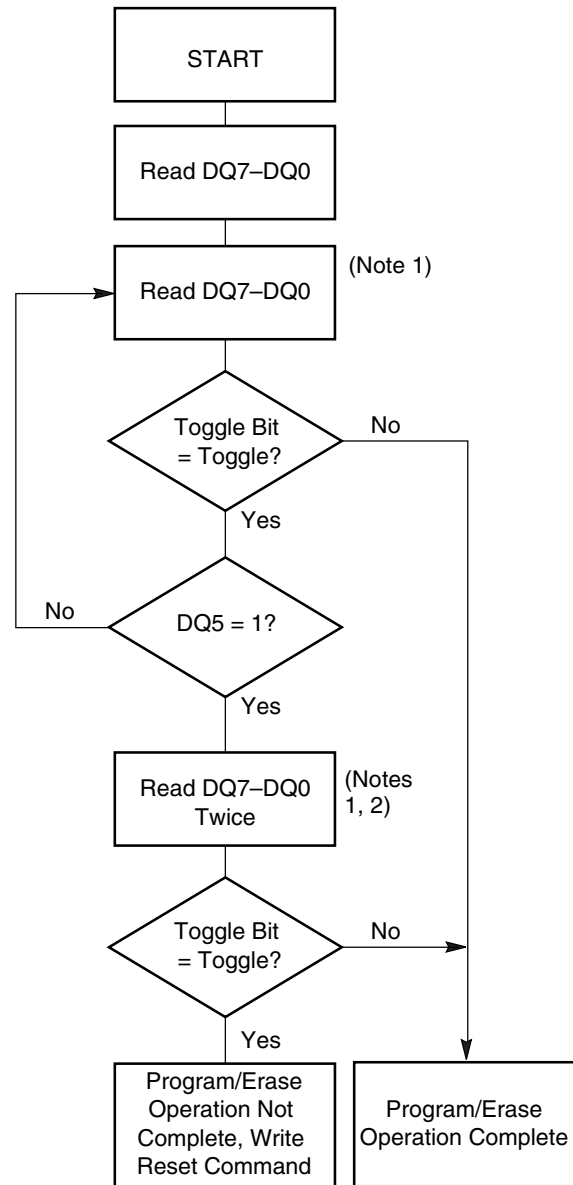 START
Read DQ7–DQ0
Read DQ7–DQ0
(Note 1)
Toggle Bit
= Toggle?
No
Yes
DQ5 = 1?
No
Yes
Read DQ7–DQ0
Twice
(Notes
1, 2)
Toggle Bit
= Toggle?
No
Yes
Program/Erase
Operation Not
Complete, Write
Reset Command
Program/Erase
Operation Complete